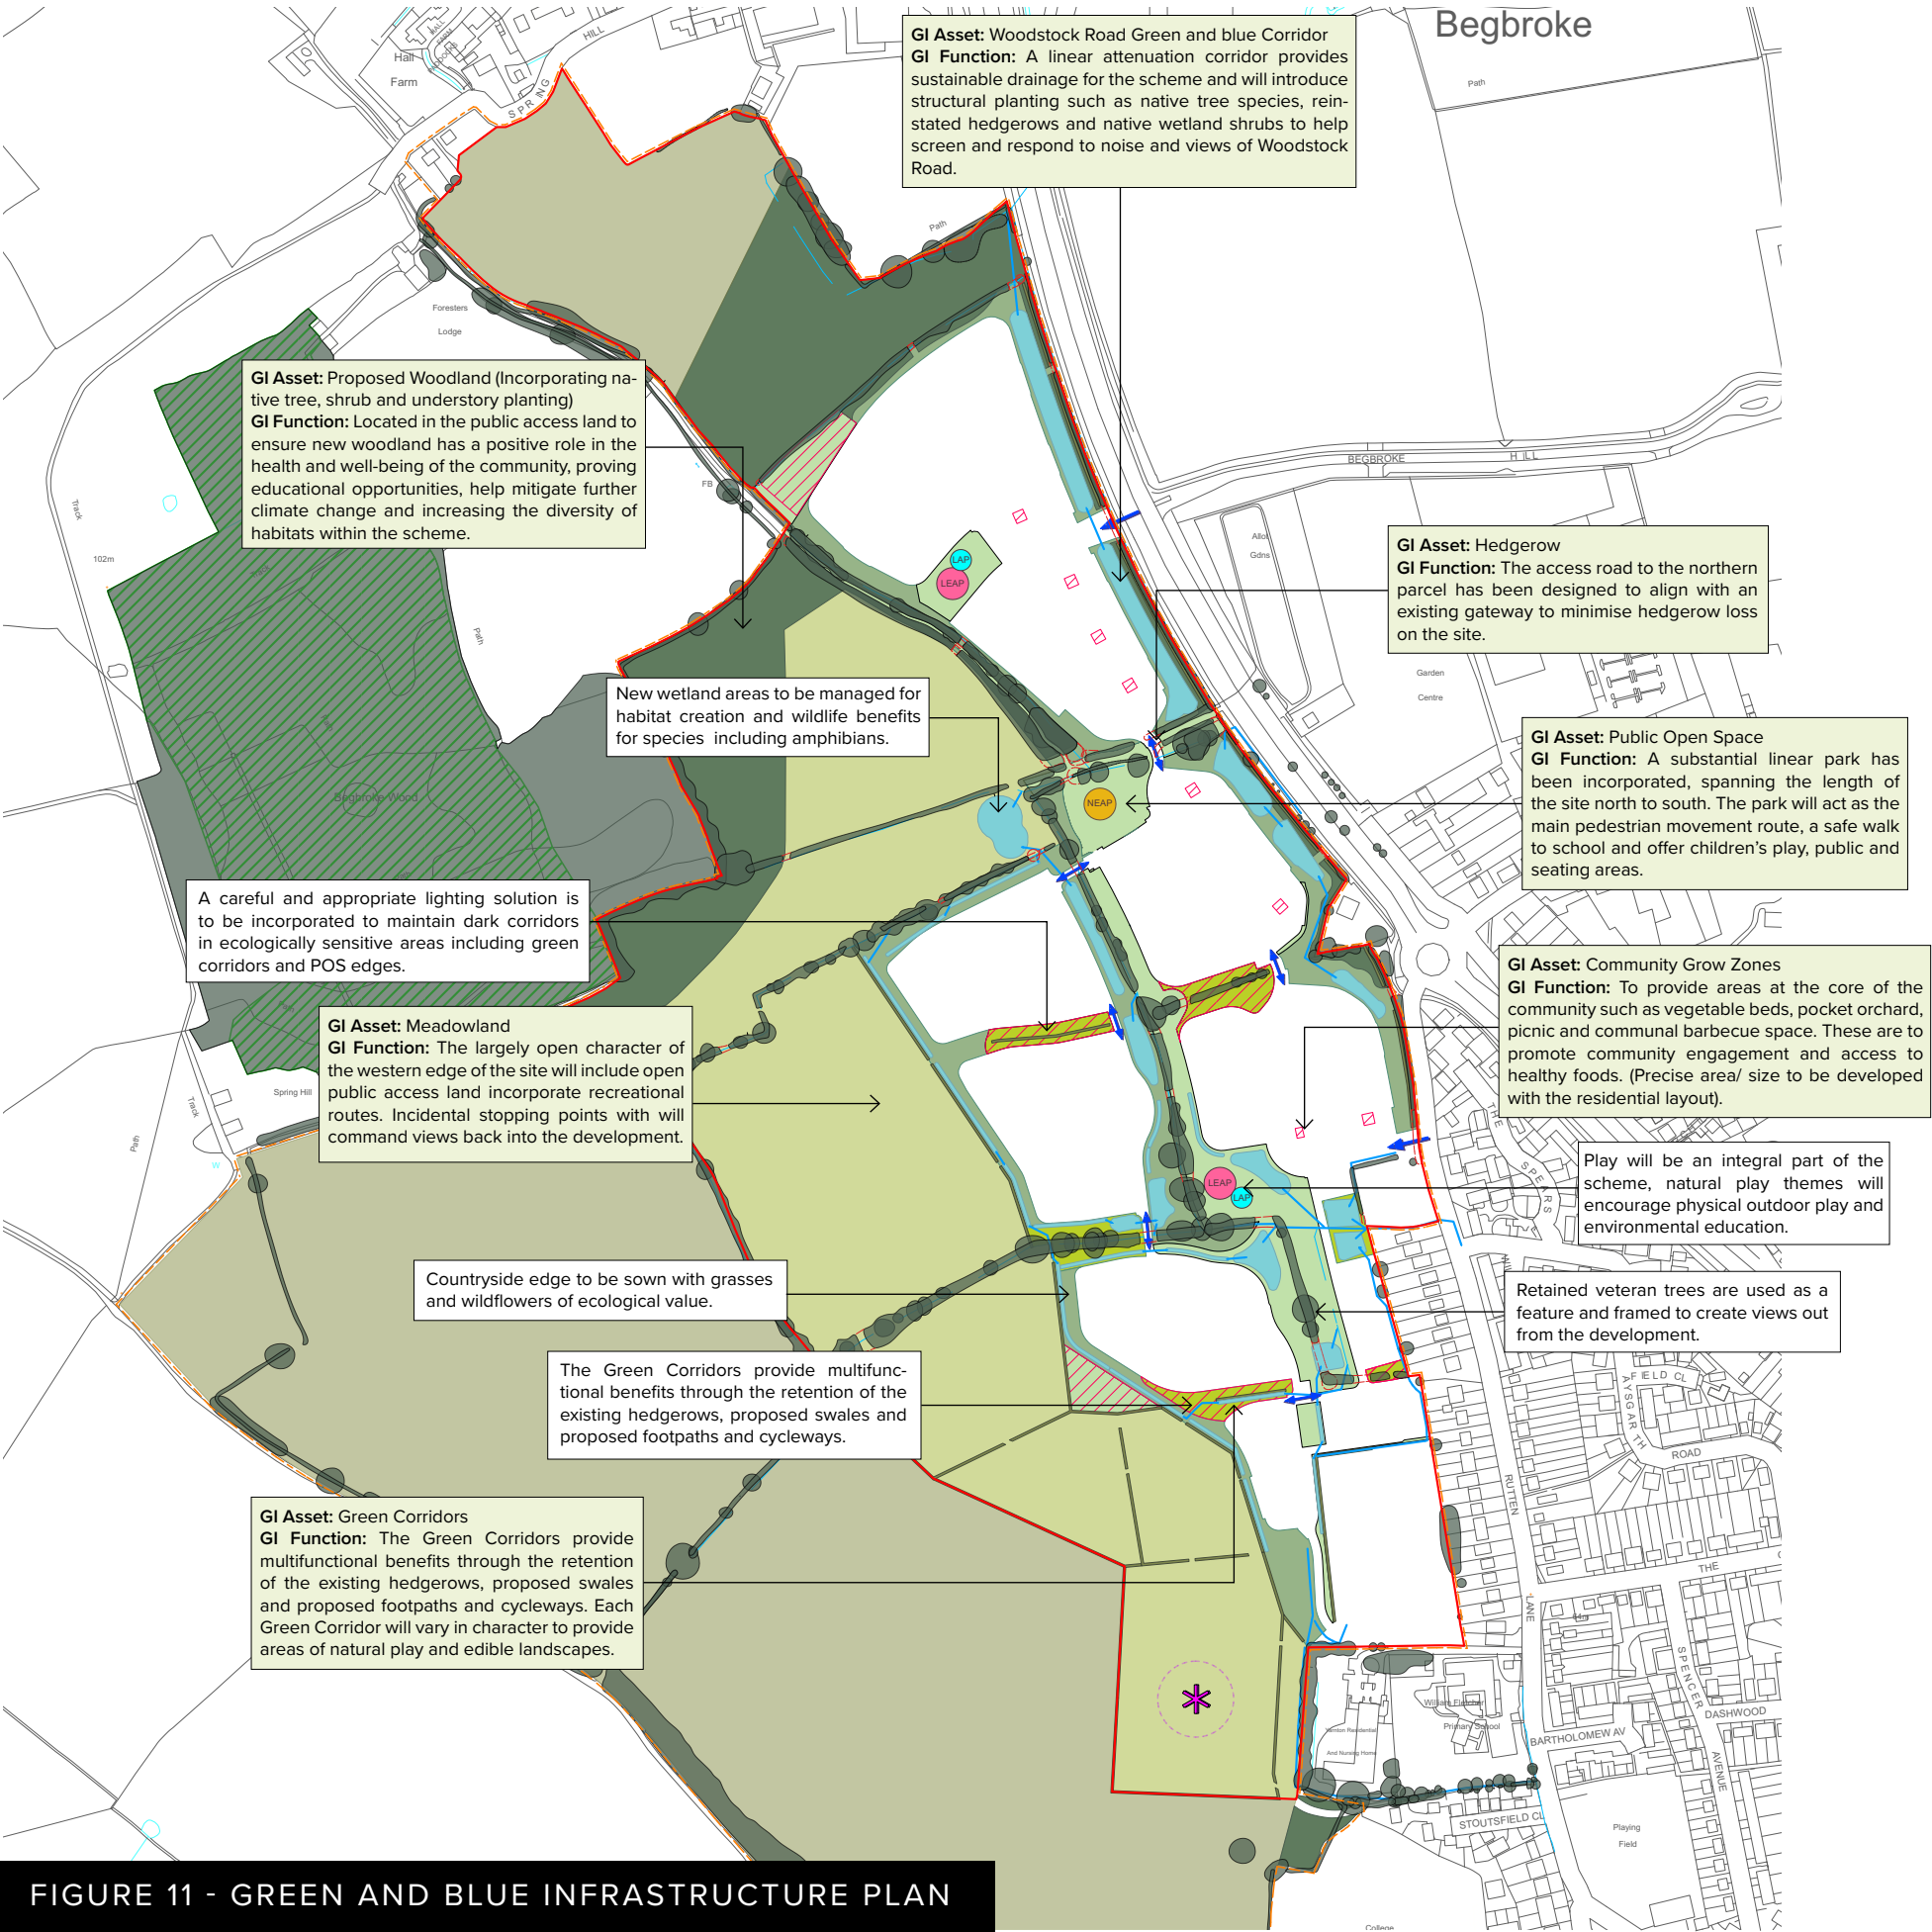 Begbroke
GI Asset: Woodstock Road Green and blue Corridor
GI Function: A linear attenuation corridor provides
sustainable drainage for the scheme and will introduce
structural planting such as native tree species, rein-
stated hedgerows and native wetland shrubs to help
screen and respond to noise and views of Woodstock
Road.
Hall
Farm
SPRING
HILL
Path
Path
Foresters
Lodge
GI Asset: Proposed Woodland (Incorporating na-
tive tree, shrub and understory planting)
GI Function: Located in the public access land to
ensure new woodland has a positive role in the
health and well-being of the community, proving
educational opportunities, help mitigate further
climate change and increasing the diversity of
habitats within the scheme.
FB
Track
102m
Path
BEGBROKE
HILL
Allot
Gdns
LAP
LEAP
GI Asset: Hedgerow
GI Function: The access road to the northern
parcel has been designed to align with an
existing gateway to minimise hedgerow loss
on the site.
Garden
Centre
New wetland areas to be managed for
habitat creation and wildlife benefits
for species including amphibians.
GI Asset: Public Open Space
GI Function: A substantial linear park has
been incorporated, spanning the length of
the site north to south. The park will act as the
main pedestrian movement route, a safe walk
to school and offer children's play, public and
seating areas.
Path
Begbroke Wood
NEAP
A careful and appropriate lighting solution is
to be incorporated to maintain dark corridors
in ecologically sensitive areas including green
corridors and POS edges.
GI Asset: Community Grow Zones
GI Function: To provide areas at the core of the
community such as vegetable beds, pocket orchard,
picnic and communal barbecue space. These are to
promote community engagement and access to
healthy foods. (Precise area/ size to be developed
with the residential layout).
Path
GI Asset: Meadowland
GI Function: The largely open character of
the western edge of the site will include open
public access land incorporate recreational
routes. Incidental stopping points with will
command views back into the development.
Spring Hill
Track
Path
W
THE
SPEARS
Play will be an integral part of the
scheme, natural play themes will
encourage physical outdoor play and
environmental education.
LEAP
LAP
Countryside edge to be sown with grasses
and wildflowers of ecological value.
Retained veteran trees are used as a
feature and framed to create views out
from the development.
The Green Corridors provide multifunc-
tional benefits through the retention of the
existing hedgerows, proposed swales and
proposed footpaths and cycleways.
FIELD CL
AYSGARTH
ROAD
RUTTEN
LANE
THE
GI Asset: Green Corridors
GI Function: The Green Corridors provide
multifunctional benefits through the retention
of the existing hedgerows, proposed swales
and proposed footpaths and cycleways. Each
Green Corridor will vary in character to provide
areas of natural play and edible landscapes.
SPENCER
AVENUE
DASHWOOD
William Fletcher
Primary School
BARTHOLOMEW AV
Yarnton Residential
And Nursing Home
STOUTSFIELD CL
Playing
Field
College
FIGURE 11 - GREEN AND BLUE INFRASTRUCTURE PLAN